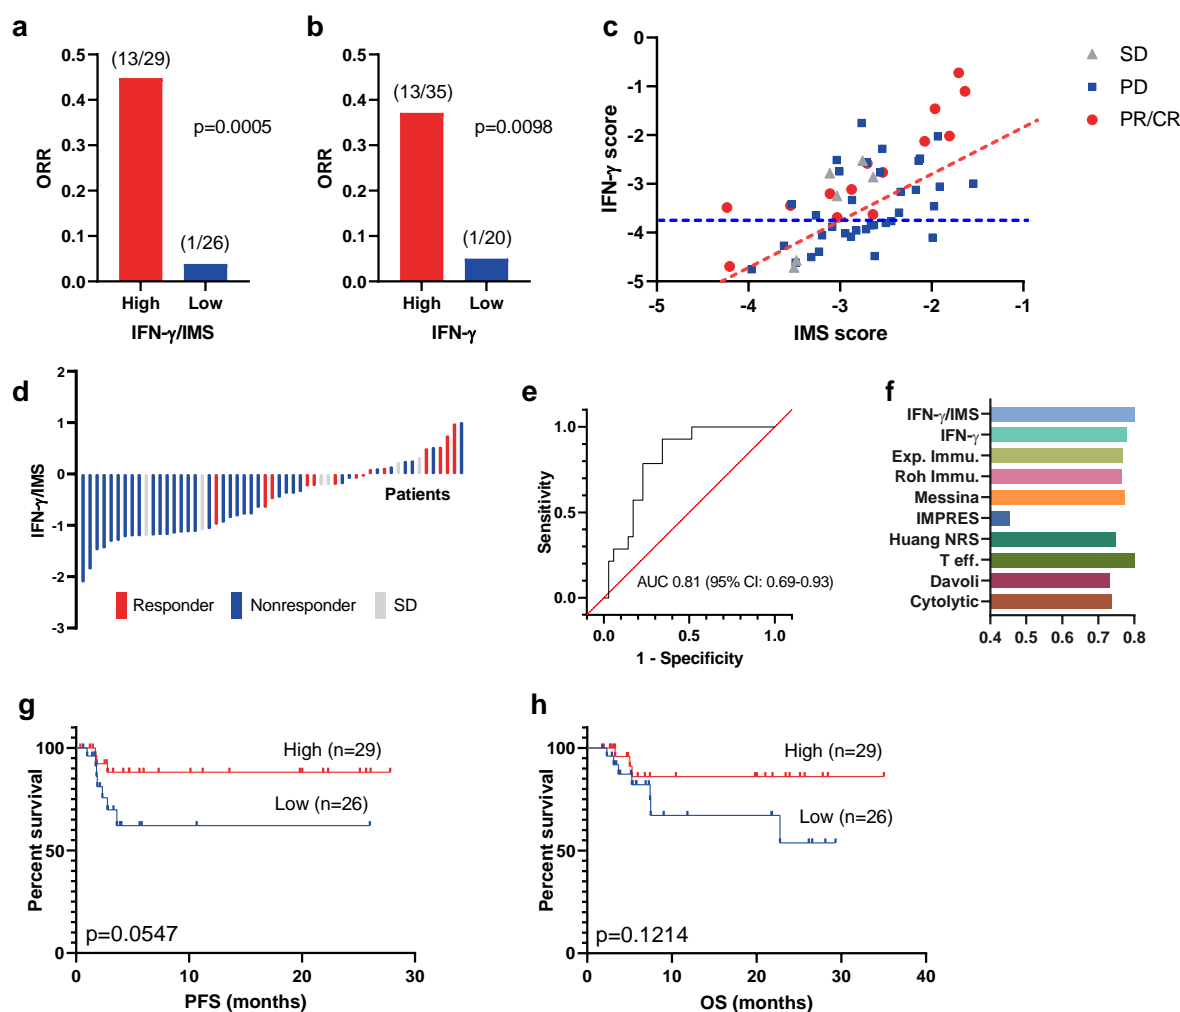 a
0.5
0.4
0.3
0.2
0.1
0.0
ORR
(13/29)
p=0.0005
(1/26)
High
Low
IFN-γ/IMS
b
0.5
0.4
0.3
0.2
0.1
0.0
ORR
(13/35)
p=0.0098
(1/20)
High
Low
IFN-γ
c
0
-1
-2
-3
-4
-5
IFN-γ score
-5
-4
-3
-2
-1
IMS score
SD
PD
PR/CR
d
2
1
0
-1
-2
-3
IFN-γ/IMS
Patients
Responder
Nonresponder
SD
e
1.0
0.5
0.0
Sensitivity
AUC 0.81 (95% CI: 0.69-0.93)
0.0
0.5
1.0
1 - Specificity
f
IFN-γ/IMS
IFN-γ
Exp. Immu.
Roh Immu.
Messina
IMPRES
Huang NRS
T eff.
Davoli
Cytolytic
0.4
0.5
0.6
0.7
0.8
g
100
50
0
Percent survival
High (n=29)
Low (n=26)
p=0.0547
0
10
20
30
PFS (months)
h
100
50
0
Percent survival
High (n=29)
Low (n=26)
p=0.1214
0
10
20
30
40
OS (months)